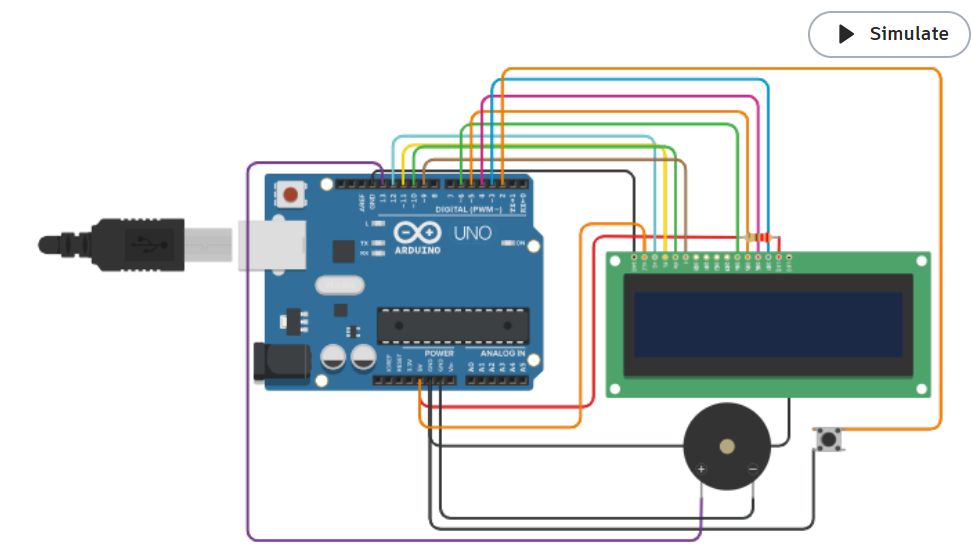 Simulate
AREF
GND
13
12
~11
~10
~9
8
7
~6
~5
4
~3
2
TX→1
RX←0
DIGITAL (PWM~)
L
TX
RX
UNO
ON
ARDUINO
POWER
ANALOG IN
IOREF
RESET
3.3V
5V
GND
GND
Vin
A0
A1
A2
A3
A4
A5